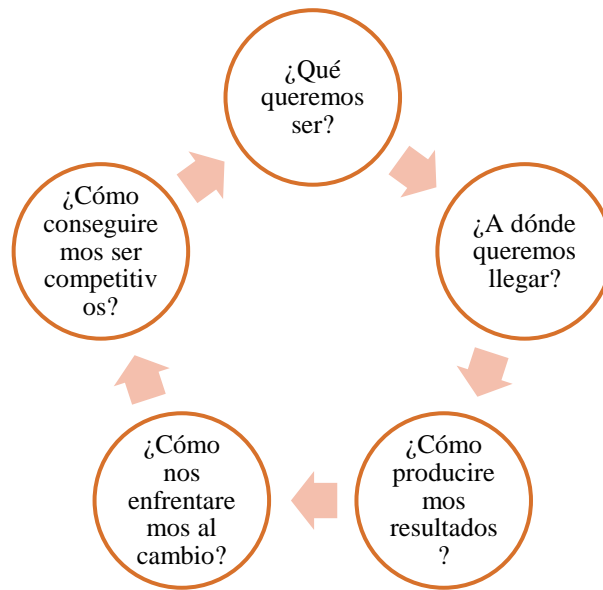 ¿Qué
queremos
ser?
¿A dónde
queremos
llegar?
¿Cómo
producire
mos
resultados
?
¿Cómo
nos
enfrentare
mos al
cambio?
¿Cómo
conseguire
mos ser
competitiv
os?